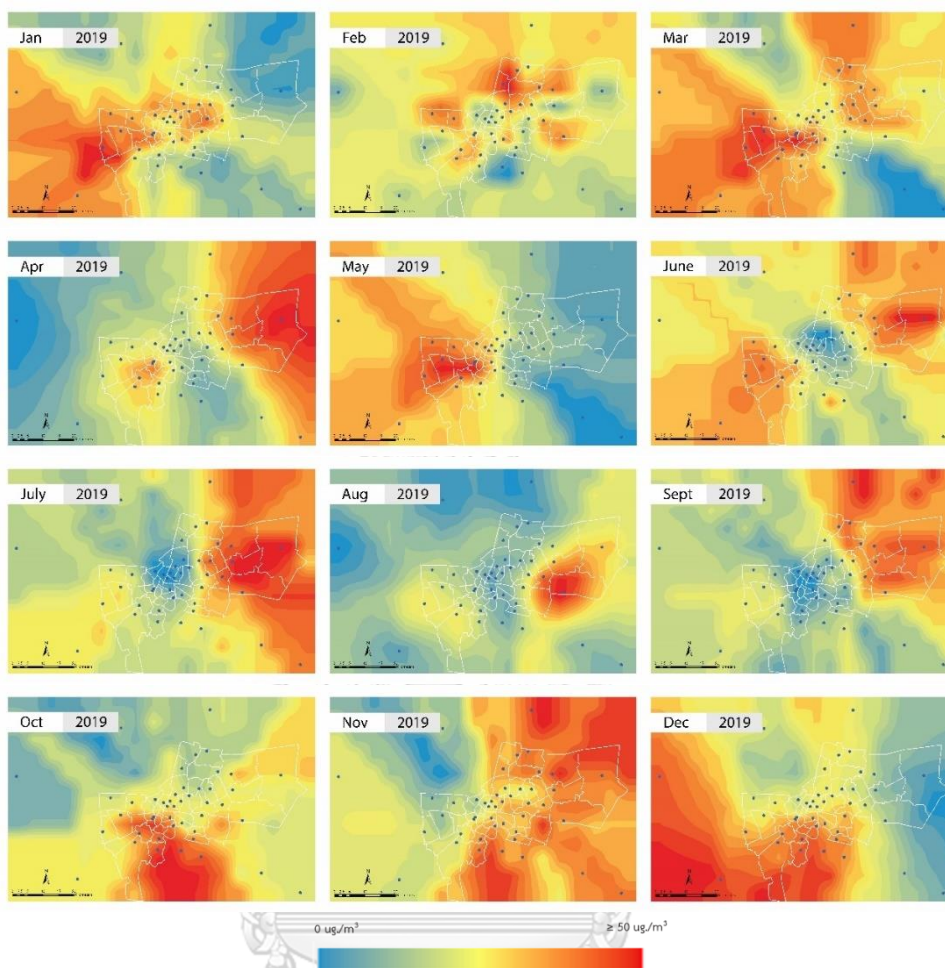 Jan 2019
Feb 2019
Mar 2019
Apr 2019
May 2019
June 2019
July 2019
Aug 2019
Sept 2019
Oct 2019
Nov 2019
Dec 2019
0 ug./m³
≥ 50 ug./m³